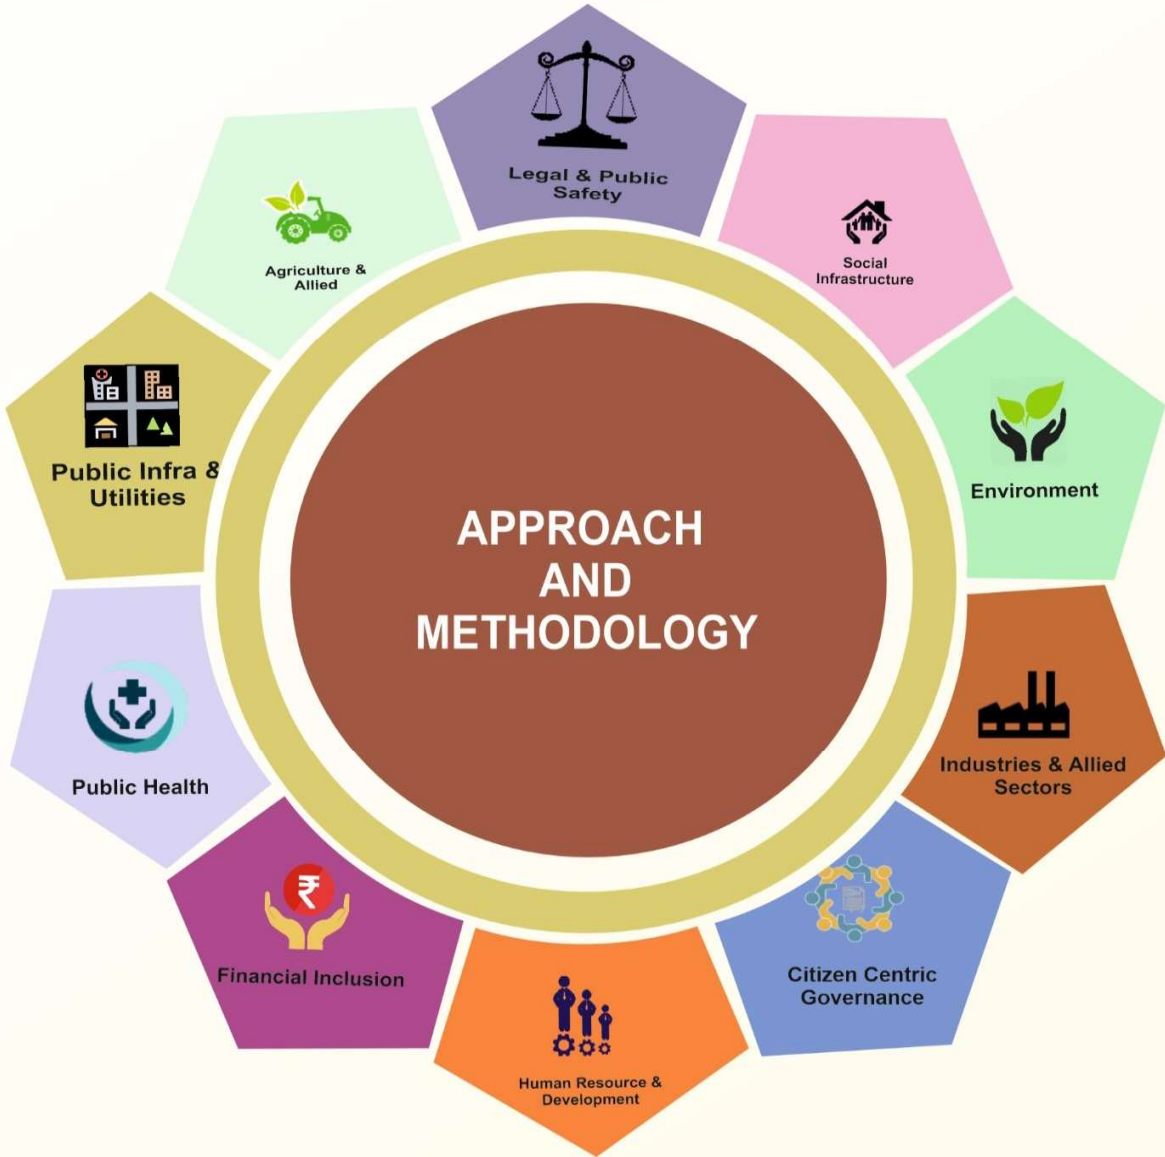 Legal & Public
Safety
Social
Infrastructure
Agriculture &
Allied
Environment
Public Infra &
Utilities
APPROACH
AND
METHODOLOGY
Industries & Allied
Sectors
Public Health
₹
Financial Inclusion
Citizen Centric
Governance
Human Resource &
Development